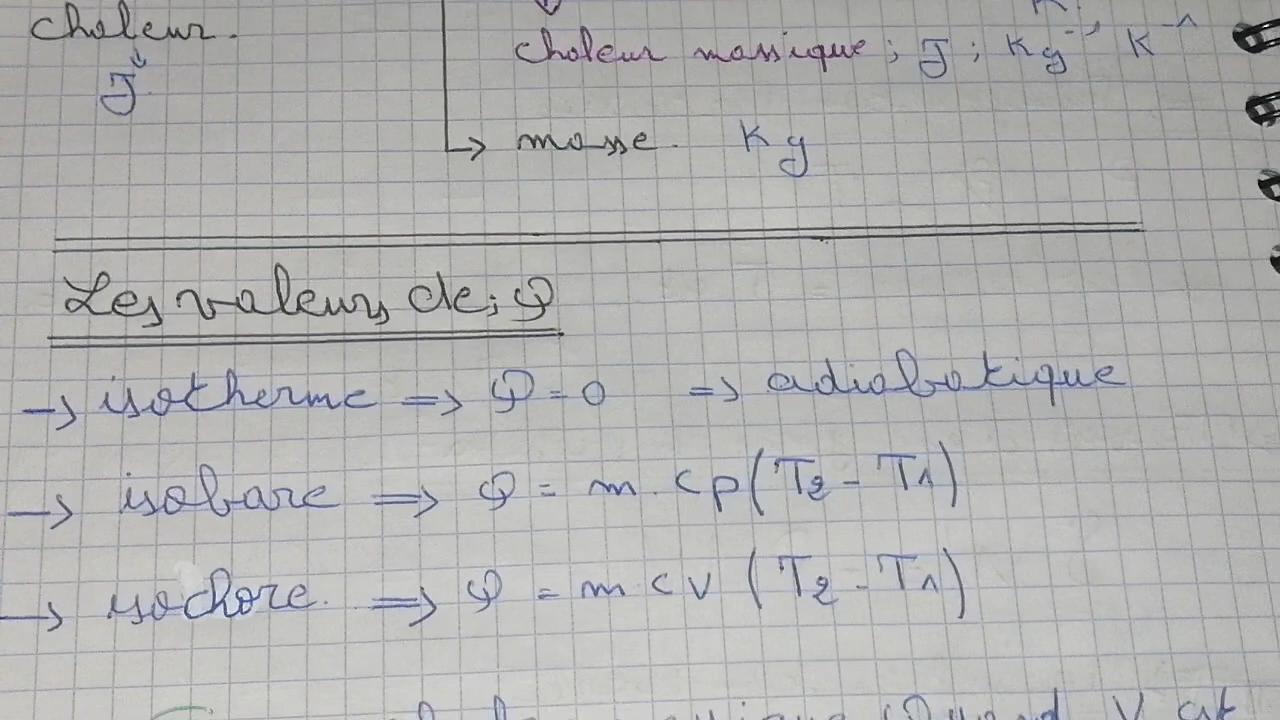 chaleur.
J
chaleur massique ; J ; Kg⁻¹, K⁻¹
masse. Kg
Les valeurs de ; Q
→ isotherme ⇒ Q = 0 ⇒ adiabatique
→ isobare ⇒ Q = m . cp (T2 - T1)
→ isochore. ⇒ Q = m cv (T2 - T1)